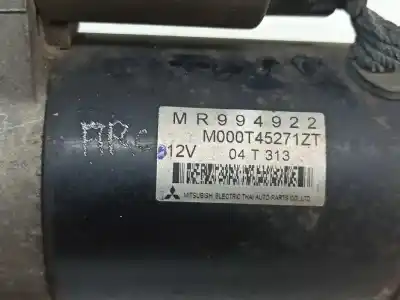 MR994922
M000T45271ZT
12V 04 T 313
MITSUBISHI ELECTRIC THAI AUTO-PARTS CO.,LTD.